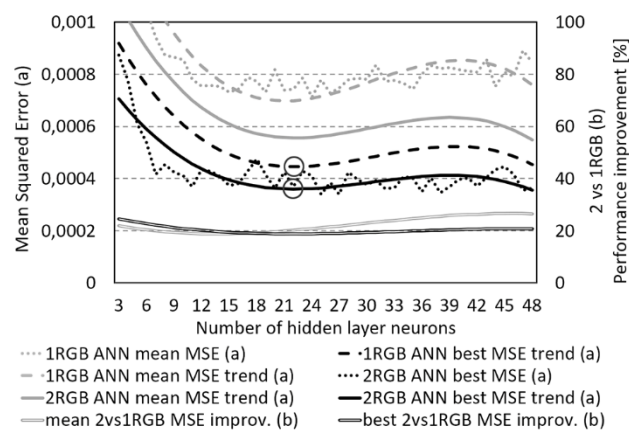 0,001
0,0008
0,0006
0,0004
0,0002
0
Mean Squared Error (a)
100
80
60
40
20
0
2 vs 1RGB (b)
Performance improvement [%]
3 6 9 11 12 15 18 21 24 27 30 33 36 39 42 45 48
Number of hidden layer neurons
1RGB ANN mean MSE (a)
1RGB ANN best MSE trend (a)
1RGB ANN mean MSE trend (a)
2RGB ANN best MSE (a)
2RGB ANN mean MSE trend (a)
2RGB ANN best MSE trend (a)
mean 2vs1RGB MSE improv. (b)
best 2vs1RGB MSE improv. (b)